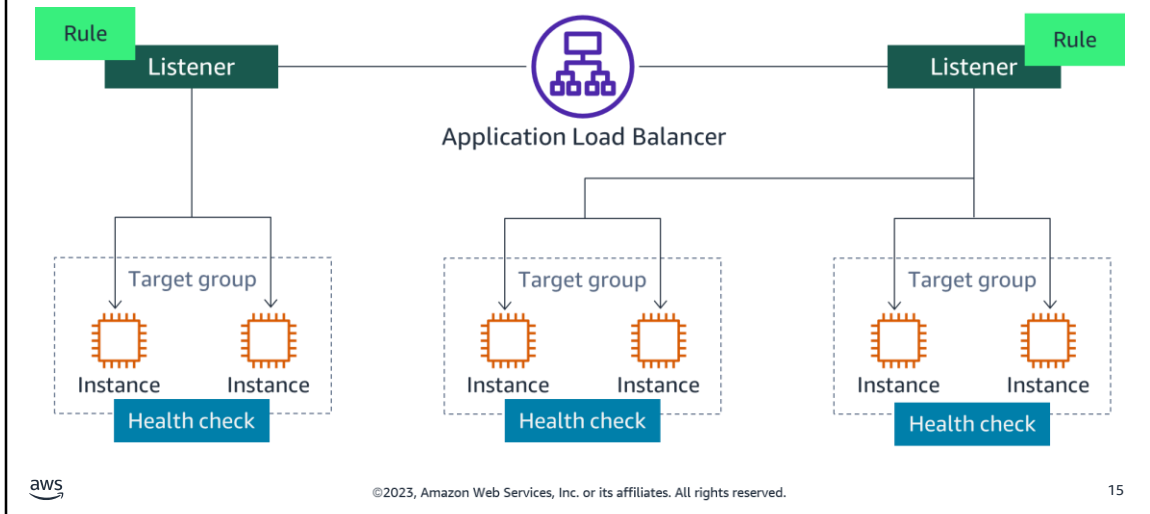 Rule
Listener
Application Load Balancer
Rule
Listener
Target group
Instance Instance
Health check
Target group
Instance Instance
Health check
Target group
Instance Instance
Health check
aws
©2023, Amazon Web Services, Inc. or its affiliates. All rights reserved.
15